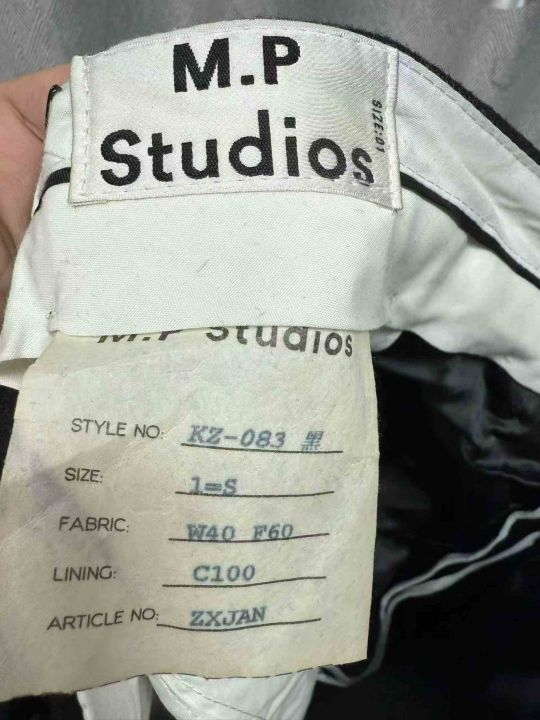 M.P
Studios
SIZE:01
M.P Studios
STYLE NO: KZ-083 黑
SIZE: 1=S
FABRIC: W40 F60
LINING: C100
ARTICLE NO: ZXJAN